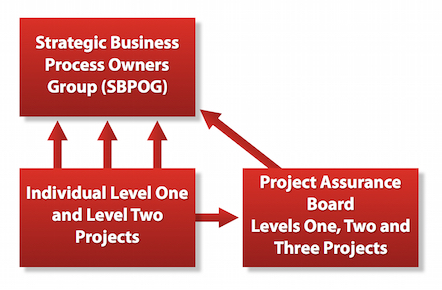 Strategic Business
Process Owners
Group (SBPOG)
Individual Level One
and Level Two
Projects
Project Assurance
Board
Levels One, Two and
Three Projects